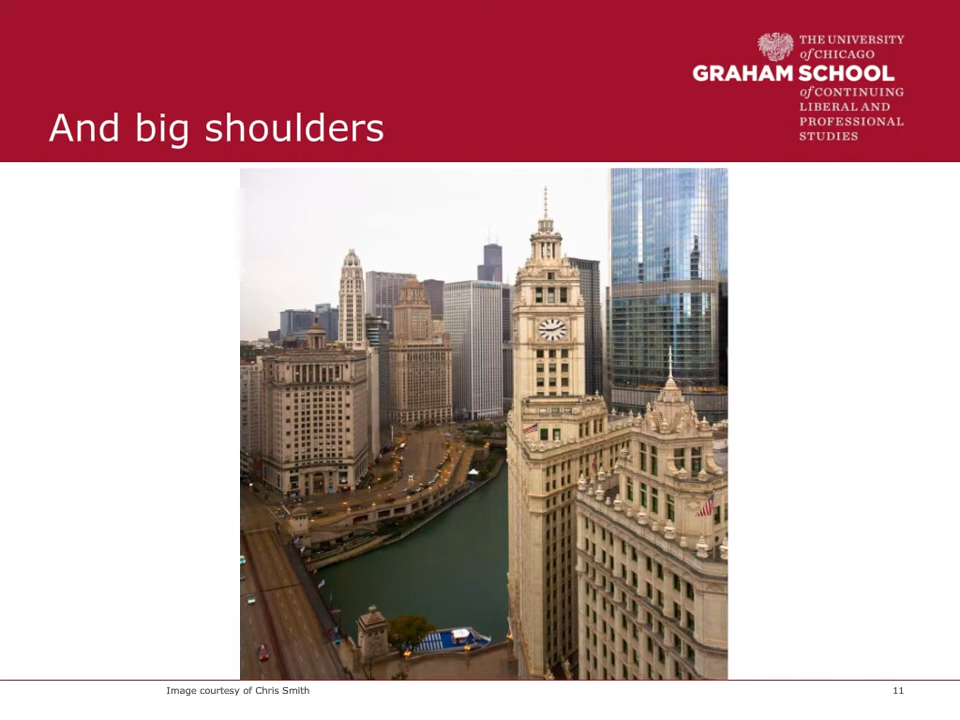 THE UNIVERSITY
of CHICAGO
GRAHAM SCHOOL
of CONTINUING
LIBERAL AND
PROFESSIONAL
STUDIES
And big shoulders
Image courtesy of Chris Smith
11